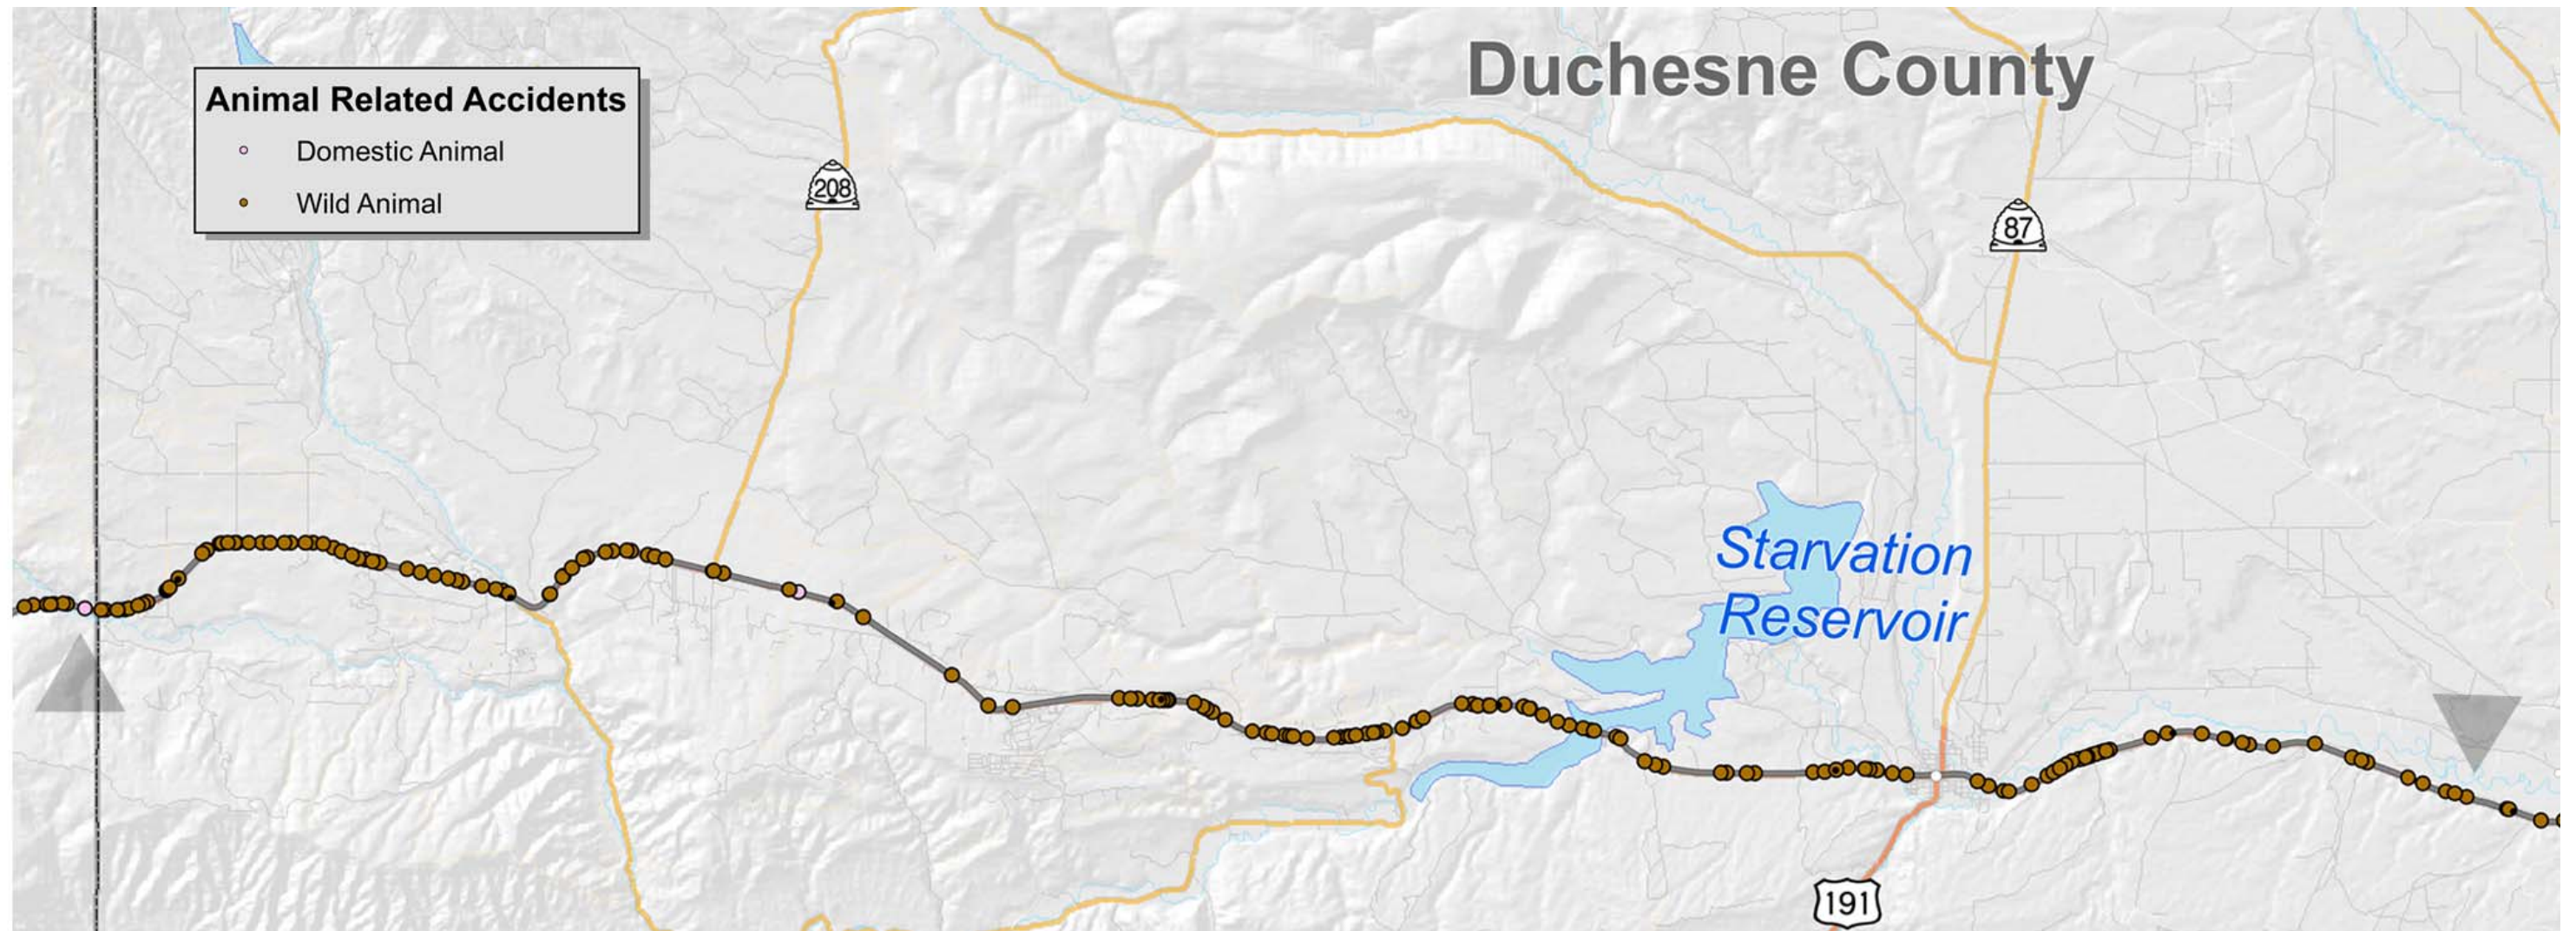 Duchesne County
Animal Related Accidents
Domestic Animal
Wild Animal
208
87
Starvation
Reservoir
191